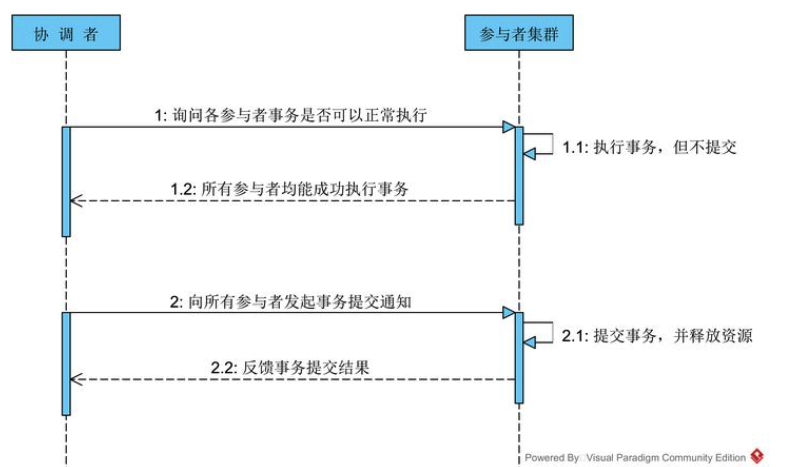 协 调 者
参与者集群
1: 询问各参与者事务是否可以正常执行
1.1: 执行事务，但不提交
1.2: 所有参与者均能成功执行事务
2: 向所有参与者发起事务提交通知
2.1: 提交事务，并释放资源
2.2: 反馈事务提交结果
Powered By Visual Paradigm Community Edition